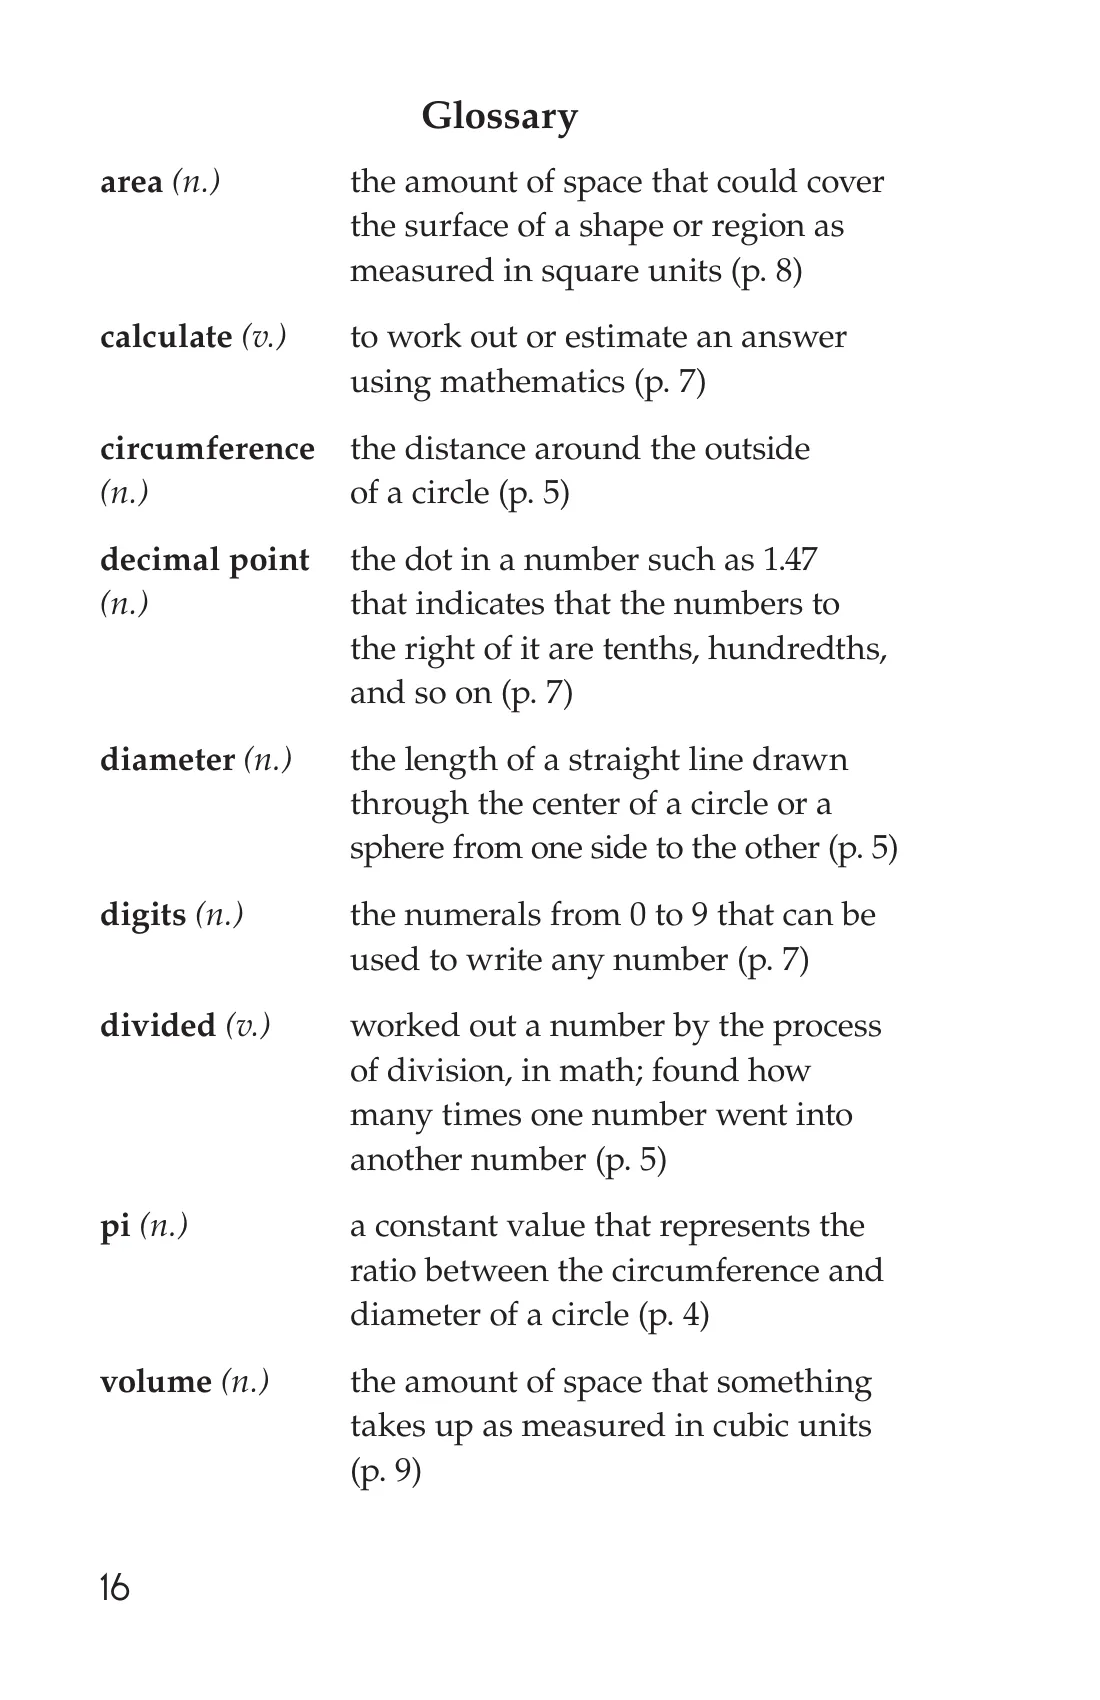 Glossary
area (n.) the amount of space that could cover
the surface of a shape or region as
measured in square units (p. 8)
calculate (v.) to work out or estimate an answer
using mathematics (p. 7)
circumference the distance around the outside
(n.) of a circle (p. 5)
decimal point the dot in a number such as 1.47
(n.) that indicates that the numbers to
the right of it are tenths, hundredths,
and so on (p. 7)
diameter (n.) the length of a straight line drawn
through the center of a circle or a
sphere from one side to the other (p. 5)
digits (n.) the numerals from 0 to 9 that can be
used to write any number (p. 7)
divided (v.) worked out a number by the process
of division, in math; found how
many times one number went into
another number (p. 5)
pi (n.) a constant value that represents the
ratio between the circumference and
diameter of a circle (p. 4)
volume (n.) the amount of space that something
takes up as measured in cubic units
(p. 9)
16